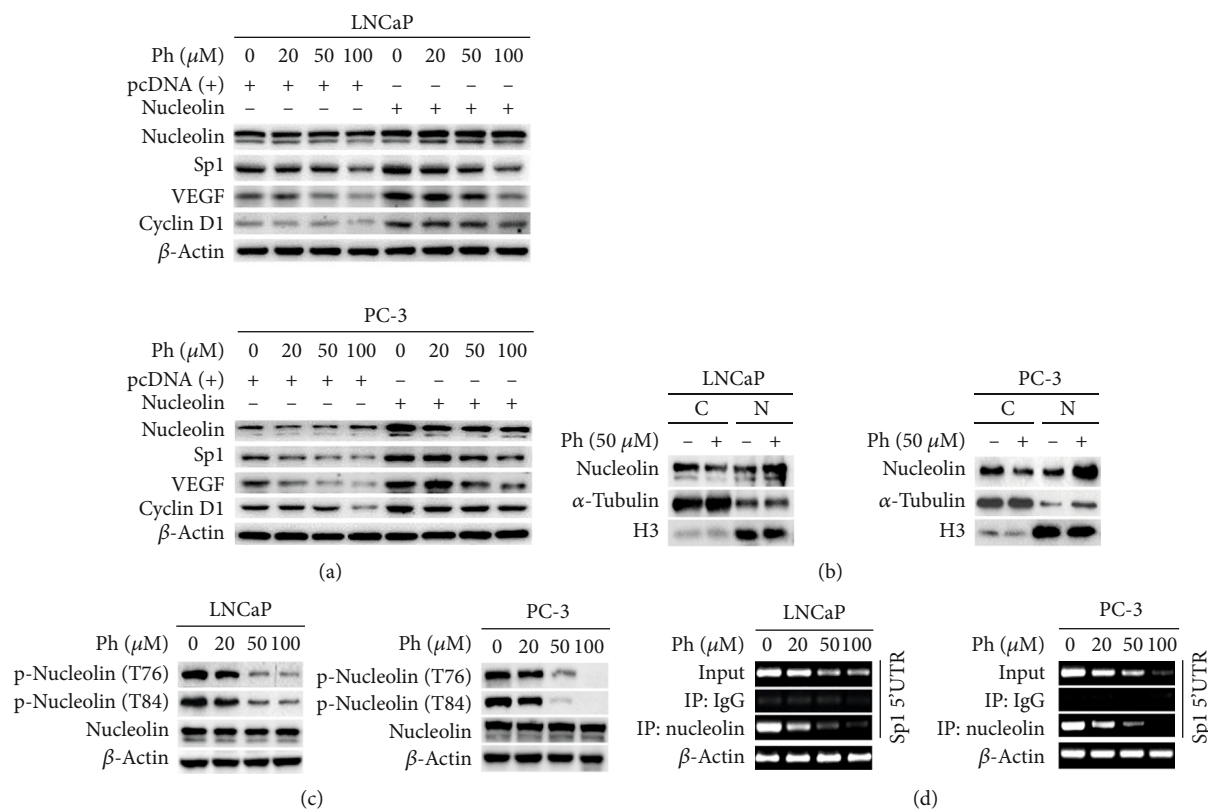 LNCaP
Ph (μM) 0 20 50 100 0 20 50 100
pcDNA (+) + + + + – – – –
Nucleolin – – – – + + + +
Nucleolin
Sp1
VEGF
Cyclin D1
β-Actin
PC-3
Ph (μM) 0 20 50 100 0 20 50 100
pcDNA (+) + + + + – – – –
Nucleolin – – – – + + + +
Nucleolin
Sp1
VEGF
Cyclin D1
β-Actin
(a)
LNCaP
C N
Ph (50 μM) – + – +
Nucleolin
α-Tubulin
H3
PC-3
C N
Ph (50 μM) – + – +
Nucleolin
α-Tubulin
H3
(b)
LNCaP
Ph (μM) 0 20 50 100
p-Nucleolin (T76)
p-Nucleolin (T84)
Nucleolin
β-Actin
PC-3
Ph (μM) 0 20 50 100
p-Nucleolin (T76)
p-Nucleolin (T84)
Nucleolin
β-Actin
(c)
LNCaP
Ph (μM) 0 20 50 100
Input
IP: IgG
IP: nucleolin
β-Actin
Sp1 5'UTR
PC-3
Ph (μM) 0 20 50 100
Input
IP: IgG
IP: nucleolin
β-Actin
Sp1 5'UTR
(d)